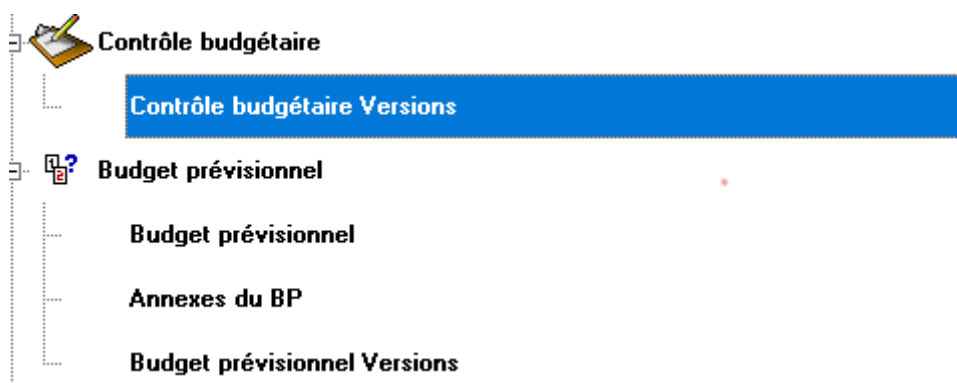 Contrôle budgétaire
Contrôle budgétaire Versions
Budget prévisionnel
Budget prévisionnel
Annexes du BP
Budget prévisionnel Versions